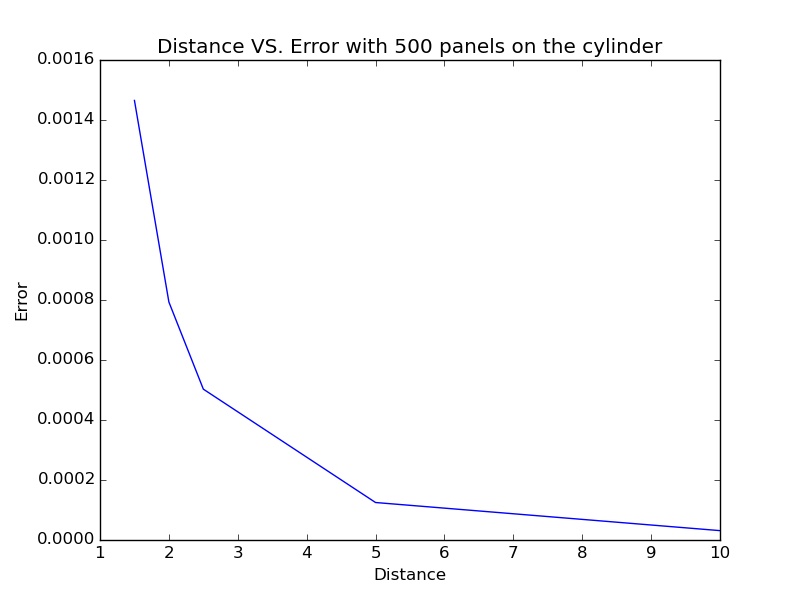 Distance VS. Error with 500 panels on the cylinder
0.0016
0.0014
0.0012
0.0010
0.0008
0.0006
0.0004
0.0002
0.0000
Error
1 2 3 4 5 6 7 8 9 10
Distance